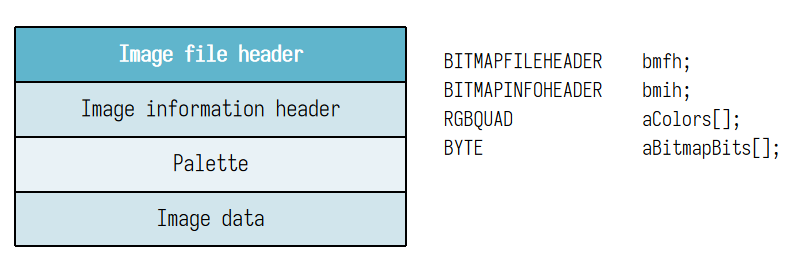 Image file header
Image information header
Palette
Image data
BITMAPFILEHEADER bmfh;
BITMAPINFOHEADER bmih;
RGBQUAD aColors[];
BYTE aBitmapBits[];